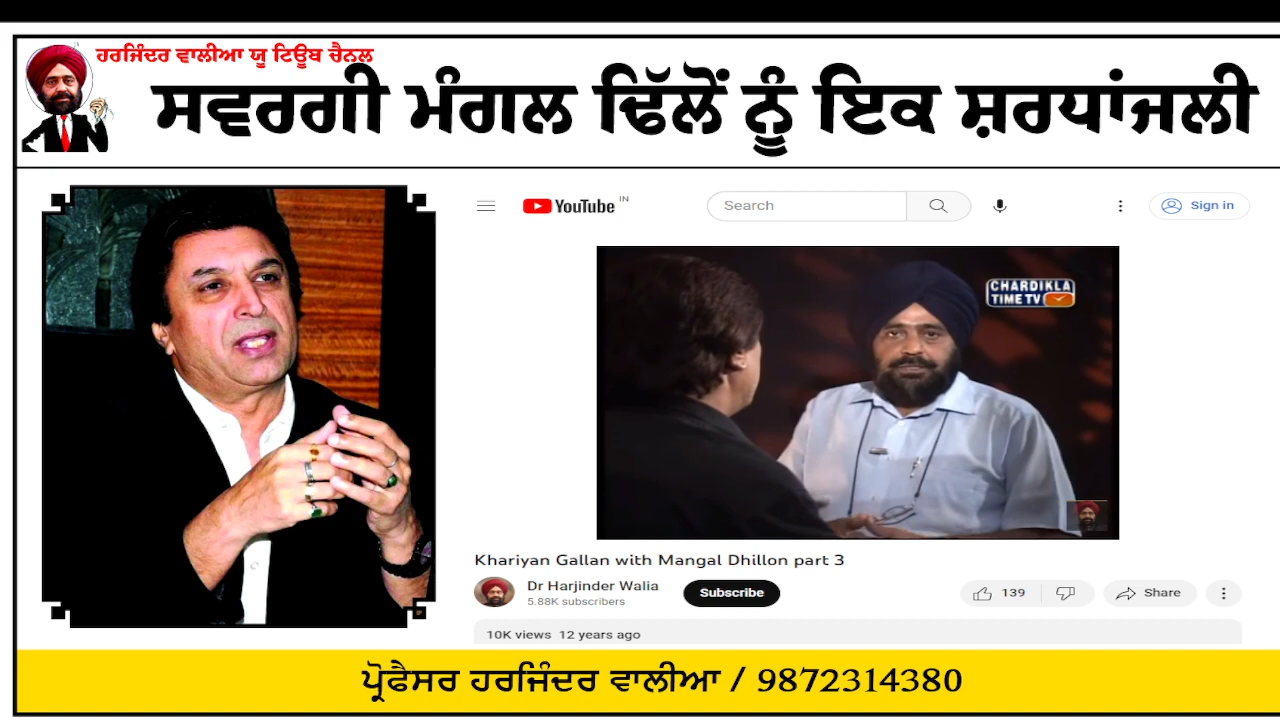 ਹਰਜਿੰਦਰ ਵਾਲੀਆ ਯੂ ਟਿਊਬ ਚੈਨਲ
ਸਵਰਗੀ ਮੰਗਲ ਢਿੱਲੋਂ ਨੂੰ ਇਕ ਸ਼ਰਧਾਂਜਲੀ
YouTube IN
Search
Sign in
CHARDIKLA
TIME TV
Khariyan Gallan with Mangal Dhillon part 3
Dr Harjinder Walia
5.88K subscribers
Subscribe
139
Share
10K views 12 years ago
ਪ੍ਰੋਫੈਸਰ ਹਰਜਿੰਦਰ ਵਾਲੀਆ / 9872314380